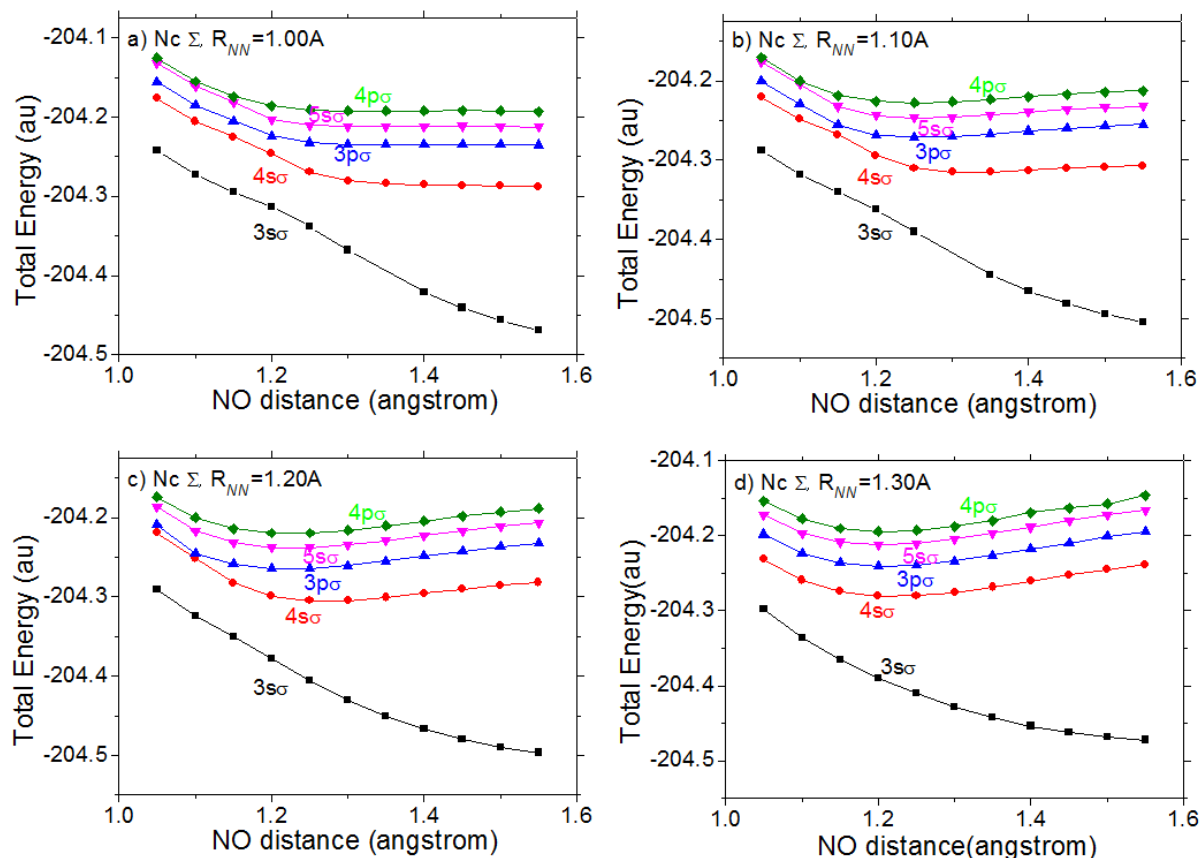 a) Nc Σ, R_NN=1.00A
Total Energy (au)
-204.1
-204.2
-204.3
-204.4
-204.5
4pσ
5sσ
3pσ
4sσ
3sσ
1.0 1.2 1.4 1.6
NO distance (angstrom)
b) Nc Σ, R_NN=1.10A
Total Energy (au)
-204.2
-204.3
-204.4
-204.5
4pσ
5sσ
3pσ
4sσ
3sσ
1.0 1.2 1.4 1.6
NO distance (angstrom)
c) Nc Σ, R_NN=1.20A
Total Energy (au)
-204.2
-204.3
-204.4
-204.5
4pσ
5sσ
3pσ
4sσ
3sσ
1.0 1.2 1.4 1.6
NO distance (angstrom)
d) Nc Σ, R_NN=1.30A
Total Energy(au)
-204.1
-204.2
-204.3
-204.4
-204.5
4pσ
5sσ
3pσ
4sσ
3sσ
1.0 1.2 1.4 1.6
NO distance(angstrom)